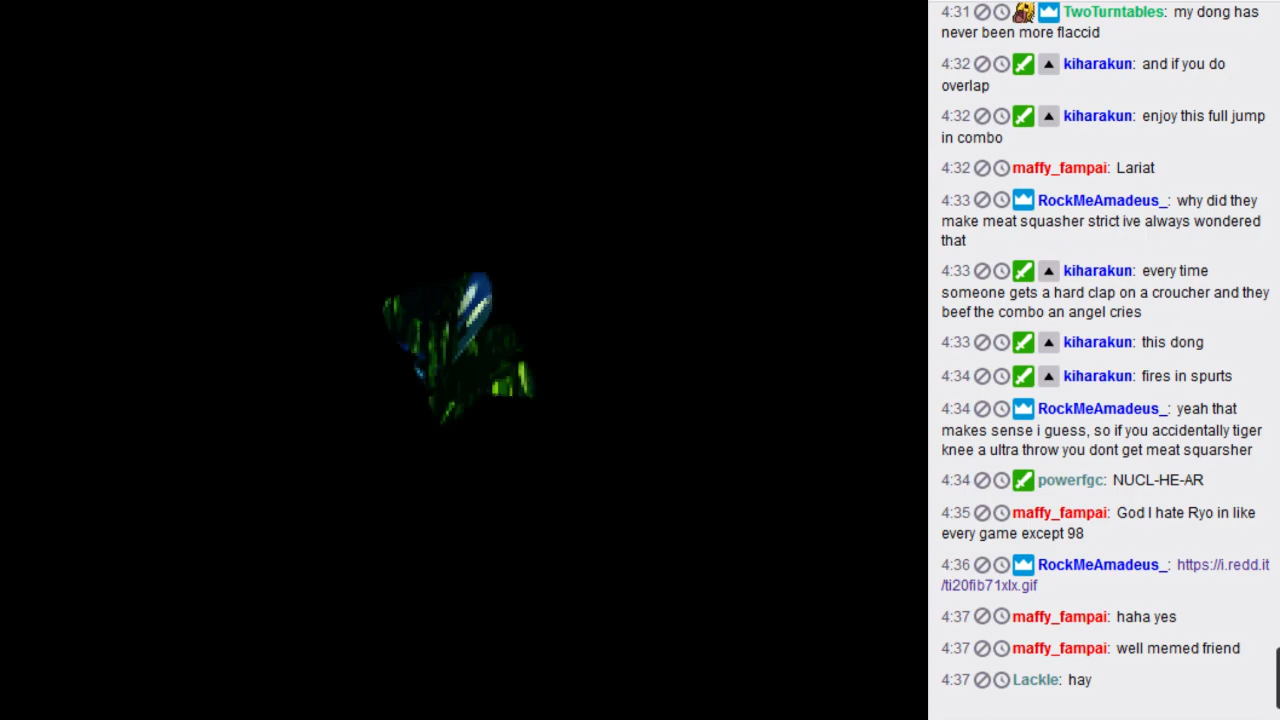 4:31 TwoTurntables: my dong has
never been more flaccid
4:32 kiharakun: and if you do
overlap
4:32 kiharakun: enjoy this full jump
in combo
4:32 maffy_fampai: Lariat
4:33 RockMeAmadeus_: why did they
make meat squasher strict ive always wondered
that
4:33 kiharakun: every time
someone gets a hard clap on a croucher and they
beef the combo an angel cries
4:33 kiharakun: this dong
4:34 kiharakun: fires in spurts
4:34 RockMeAmadeus_: yeah that
makes sense i guess, so if you accidentally tiger
knee a ultra throw you dont get meat squarsher
4:34 powerfgc: NUCL-HE-AR
4:35 maffy_fampai: God I hate Ryo in like
every game except 98
4:36 RockMeAmadeus_: https://i.redd.it
/ti20fib71xlx.gif
4:37 maffy_fampai: haha yes
4:37 maffy_fampai: well memed friend
4:37 Lackle: hay